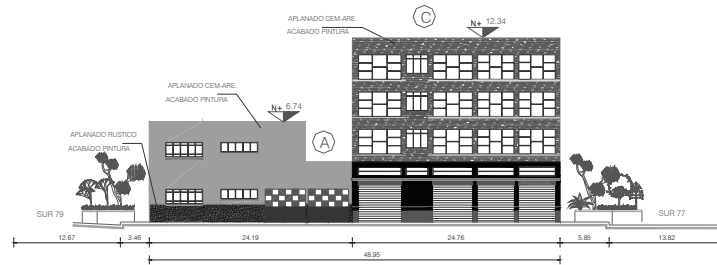 C
APLANADO CEM-ARE.
ACABADO PINTURA
N+ 12.34
APLANADO CEM-ARE.
ACABADO PINTURA
N+ 6.74
A
APLANADO RUSTICO
ACABADO PINTURA
SUR 79
SUR 77
12.67 3.46 24.19 24.76 5.85 13.82
48.95